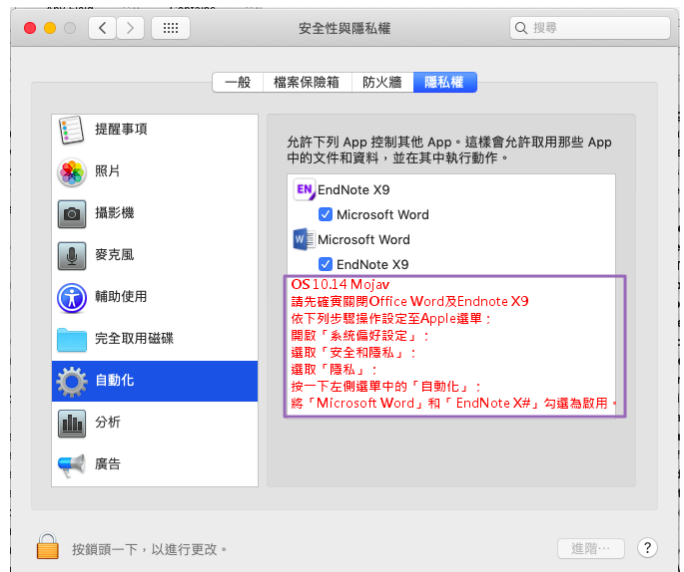 安全性與隱私權
搜尋
一般
檔案保險箱
防火牆
隱私權
提醒事項
照片
攝影機
麥克風
輔助使用
完全取用磁碟
自動化
分析
廣告
允許下列 App 控制其他 App。這樣會允許取用那些 App
中的文件和資料，並在其中執行動作。
EN EndNote X9
Microsoft Word
W Microsoft Word
EndNote X9
OS 10.14 Mojav
請先確實關閉Office Word及Endnote X9
依下列步驟操作設定至Apple選單：
開啟「系統偏好設定」：
選取「安全和隱私」：
選取「隱私」：
按一下左側選單中的「自動化」：
將「Microsoft Word」和「 EndNote X#」勾選為啟用。
按鎖頭一下，以進行更改。
進階…
?